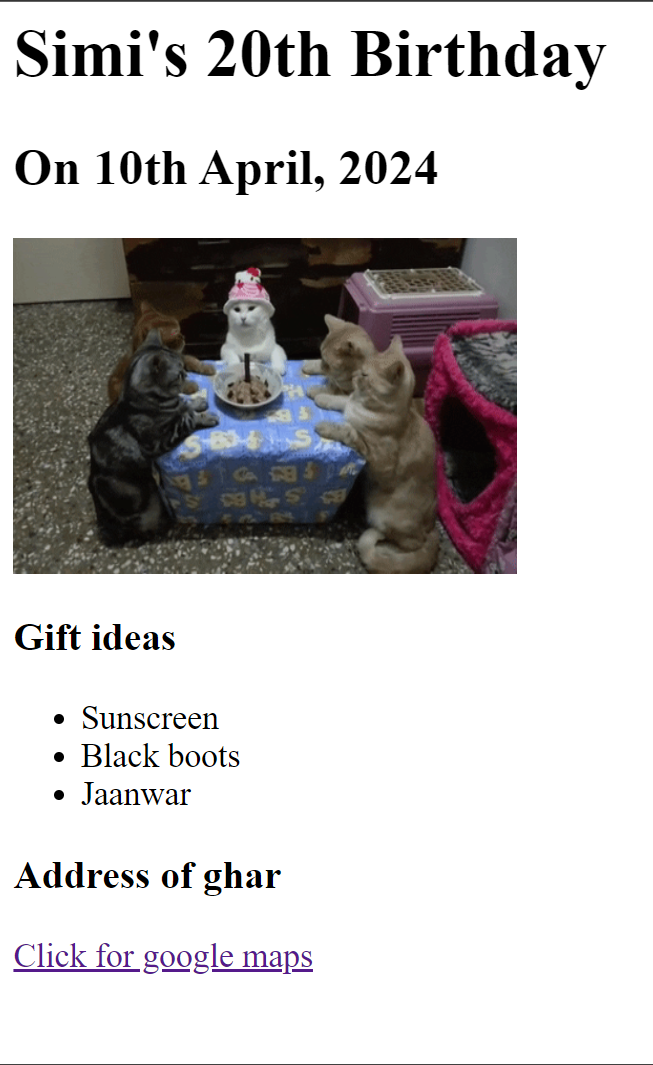 Simi's 20th Birthday
On 10th April, 2024
Gift ideas
Sunscreen
Black boots
Jaanwar
Address of ghar
Click for google maps